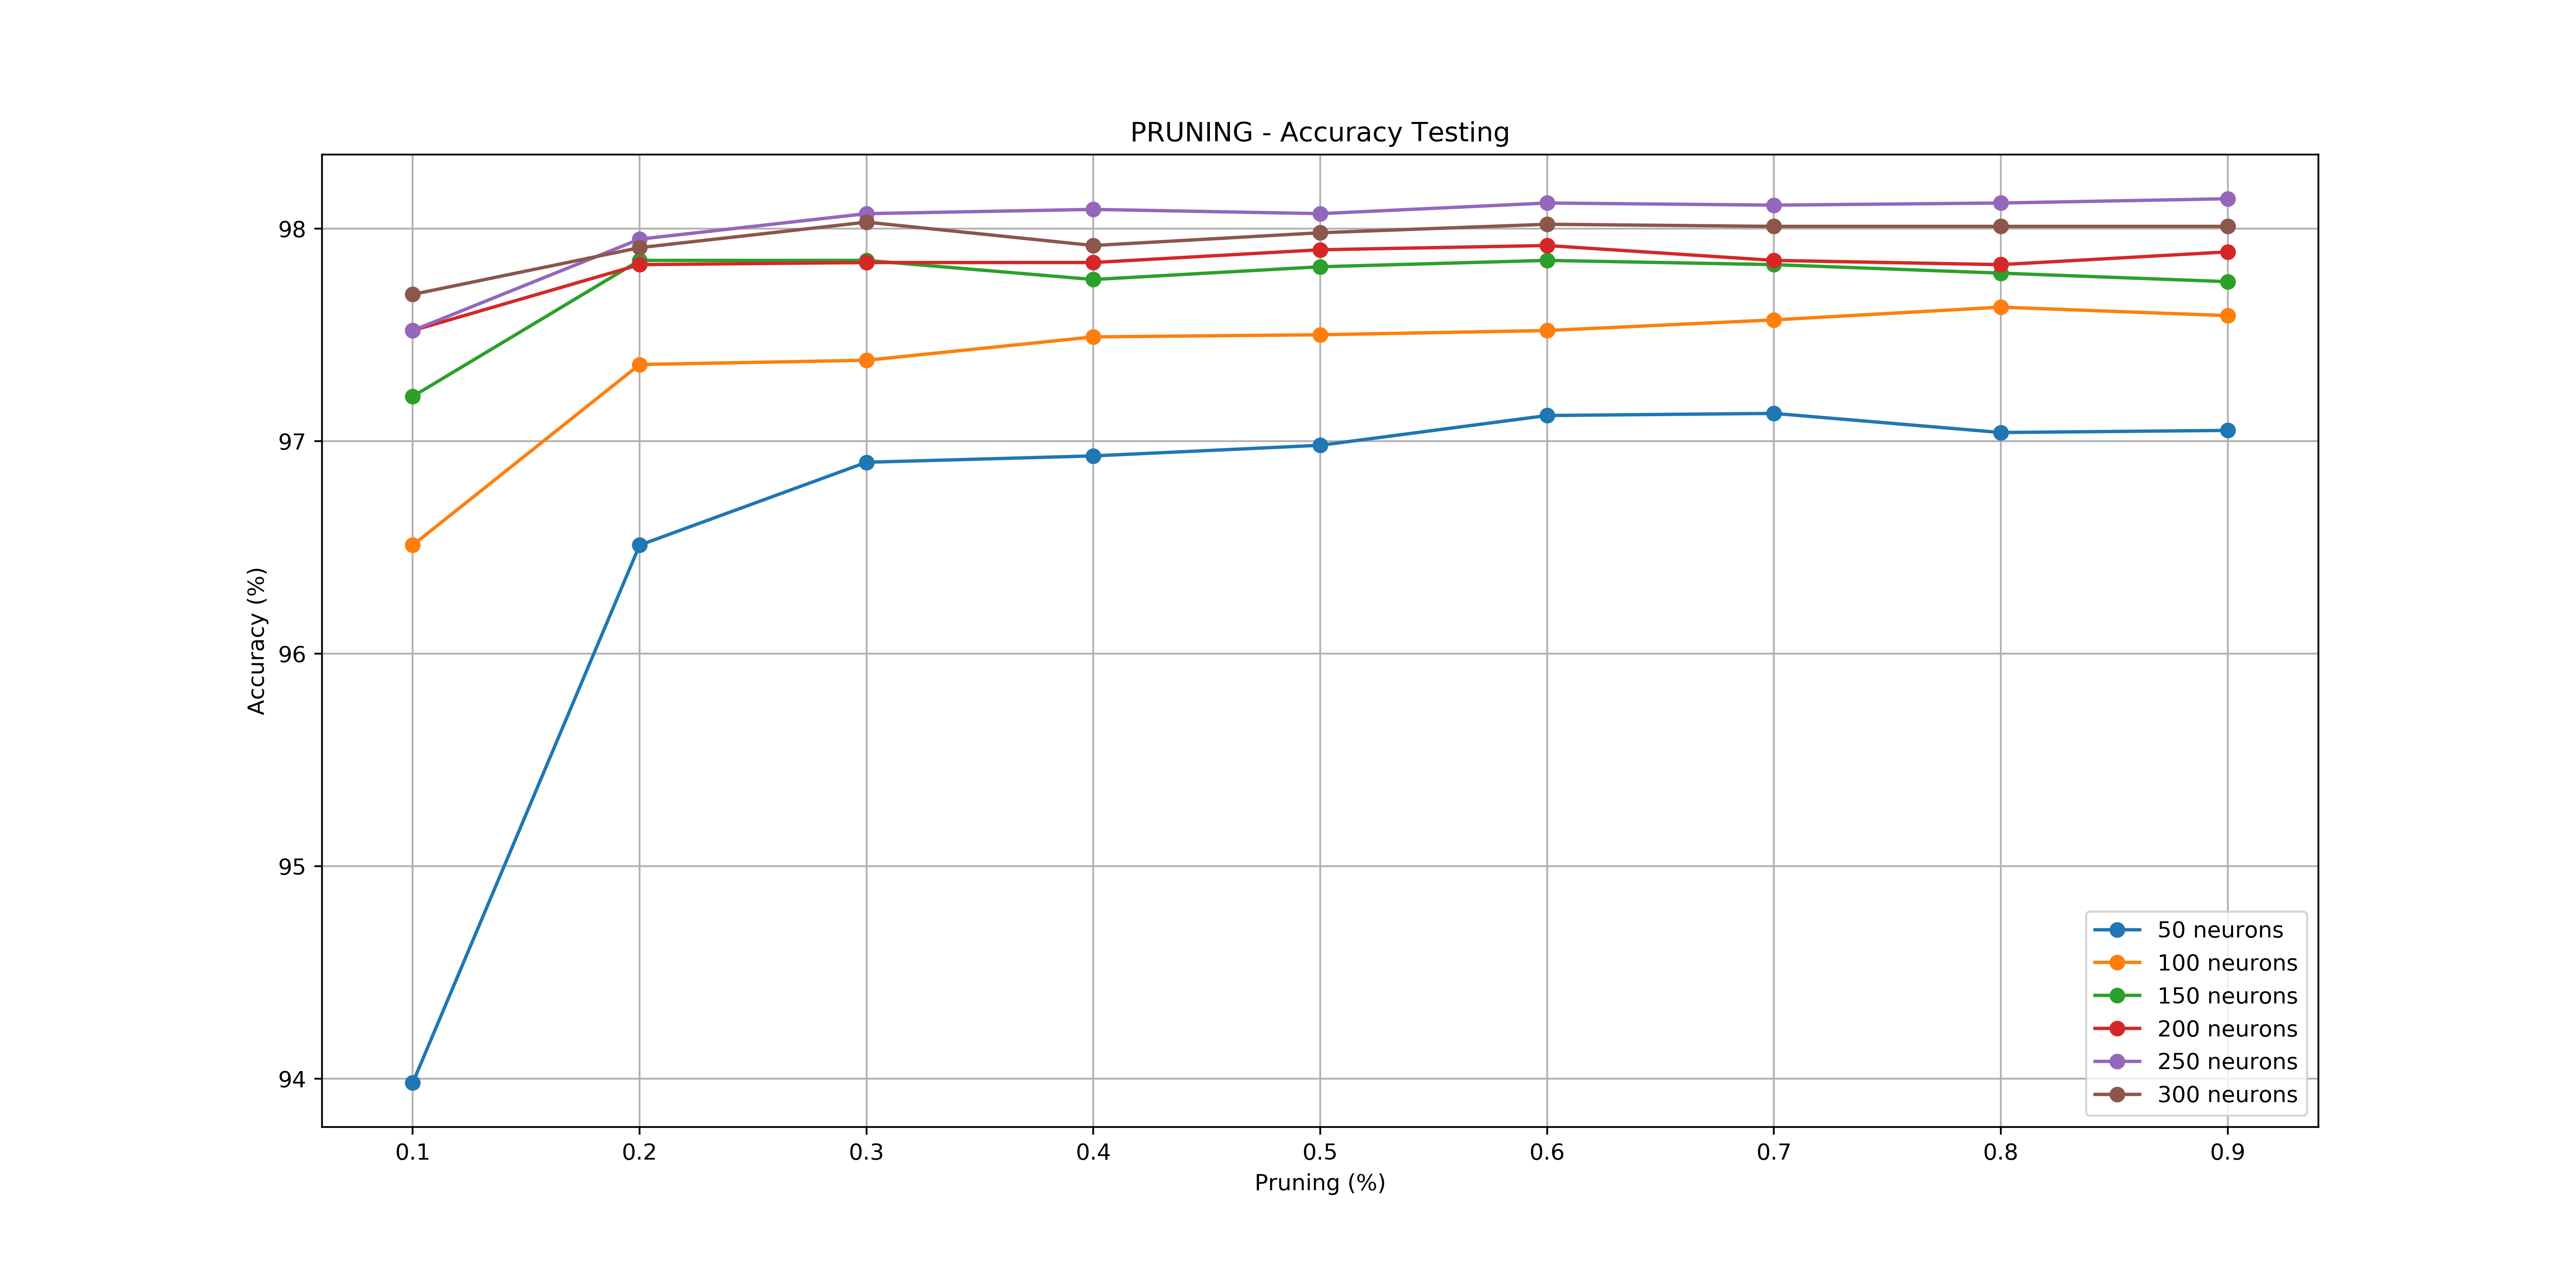 PRUNING - Accuracy Testing
98
97
96
95
94
Accuracy (%)
0.1 0.2 0.3 0.4 0.5 0.6 0.7 0.8 0.9
Pruning (%)
50 neurons
100 neurons
150 neurons
200 neurons
250 neurons
300 neurons